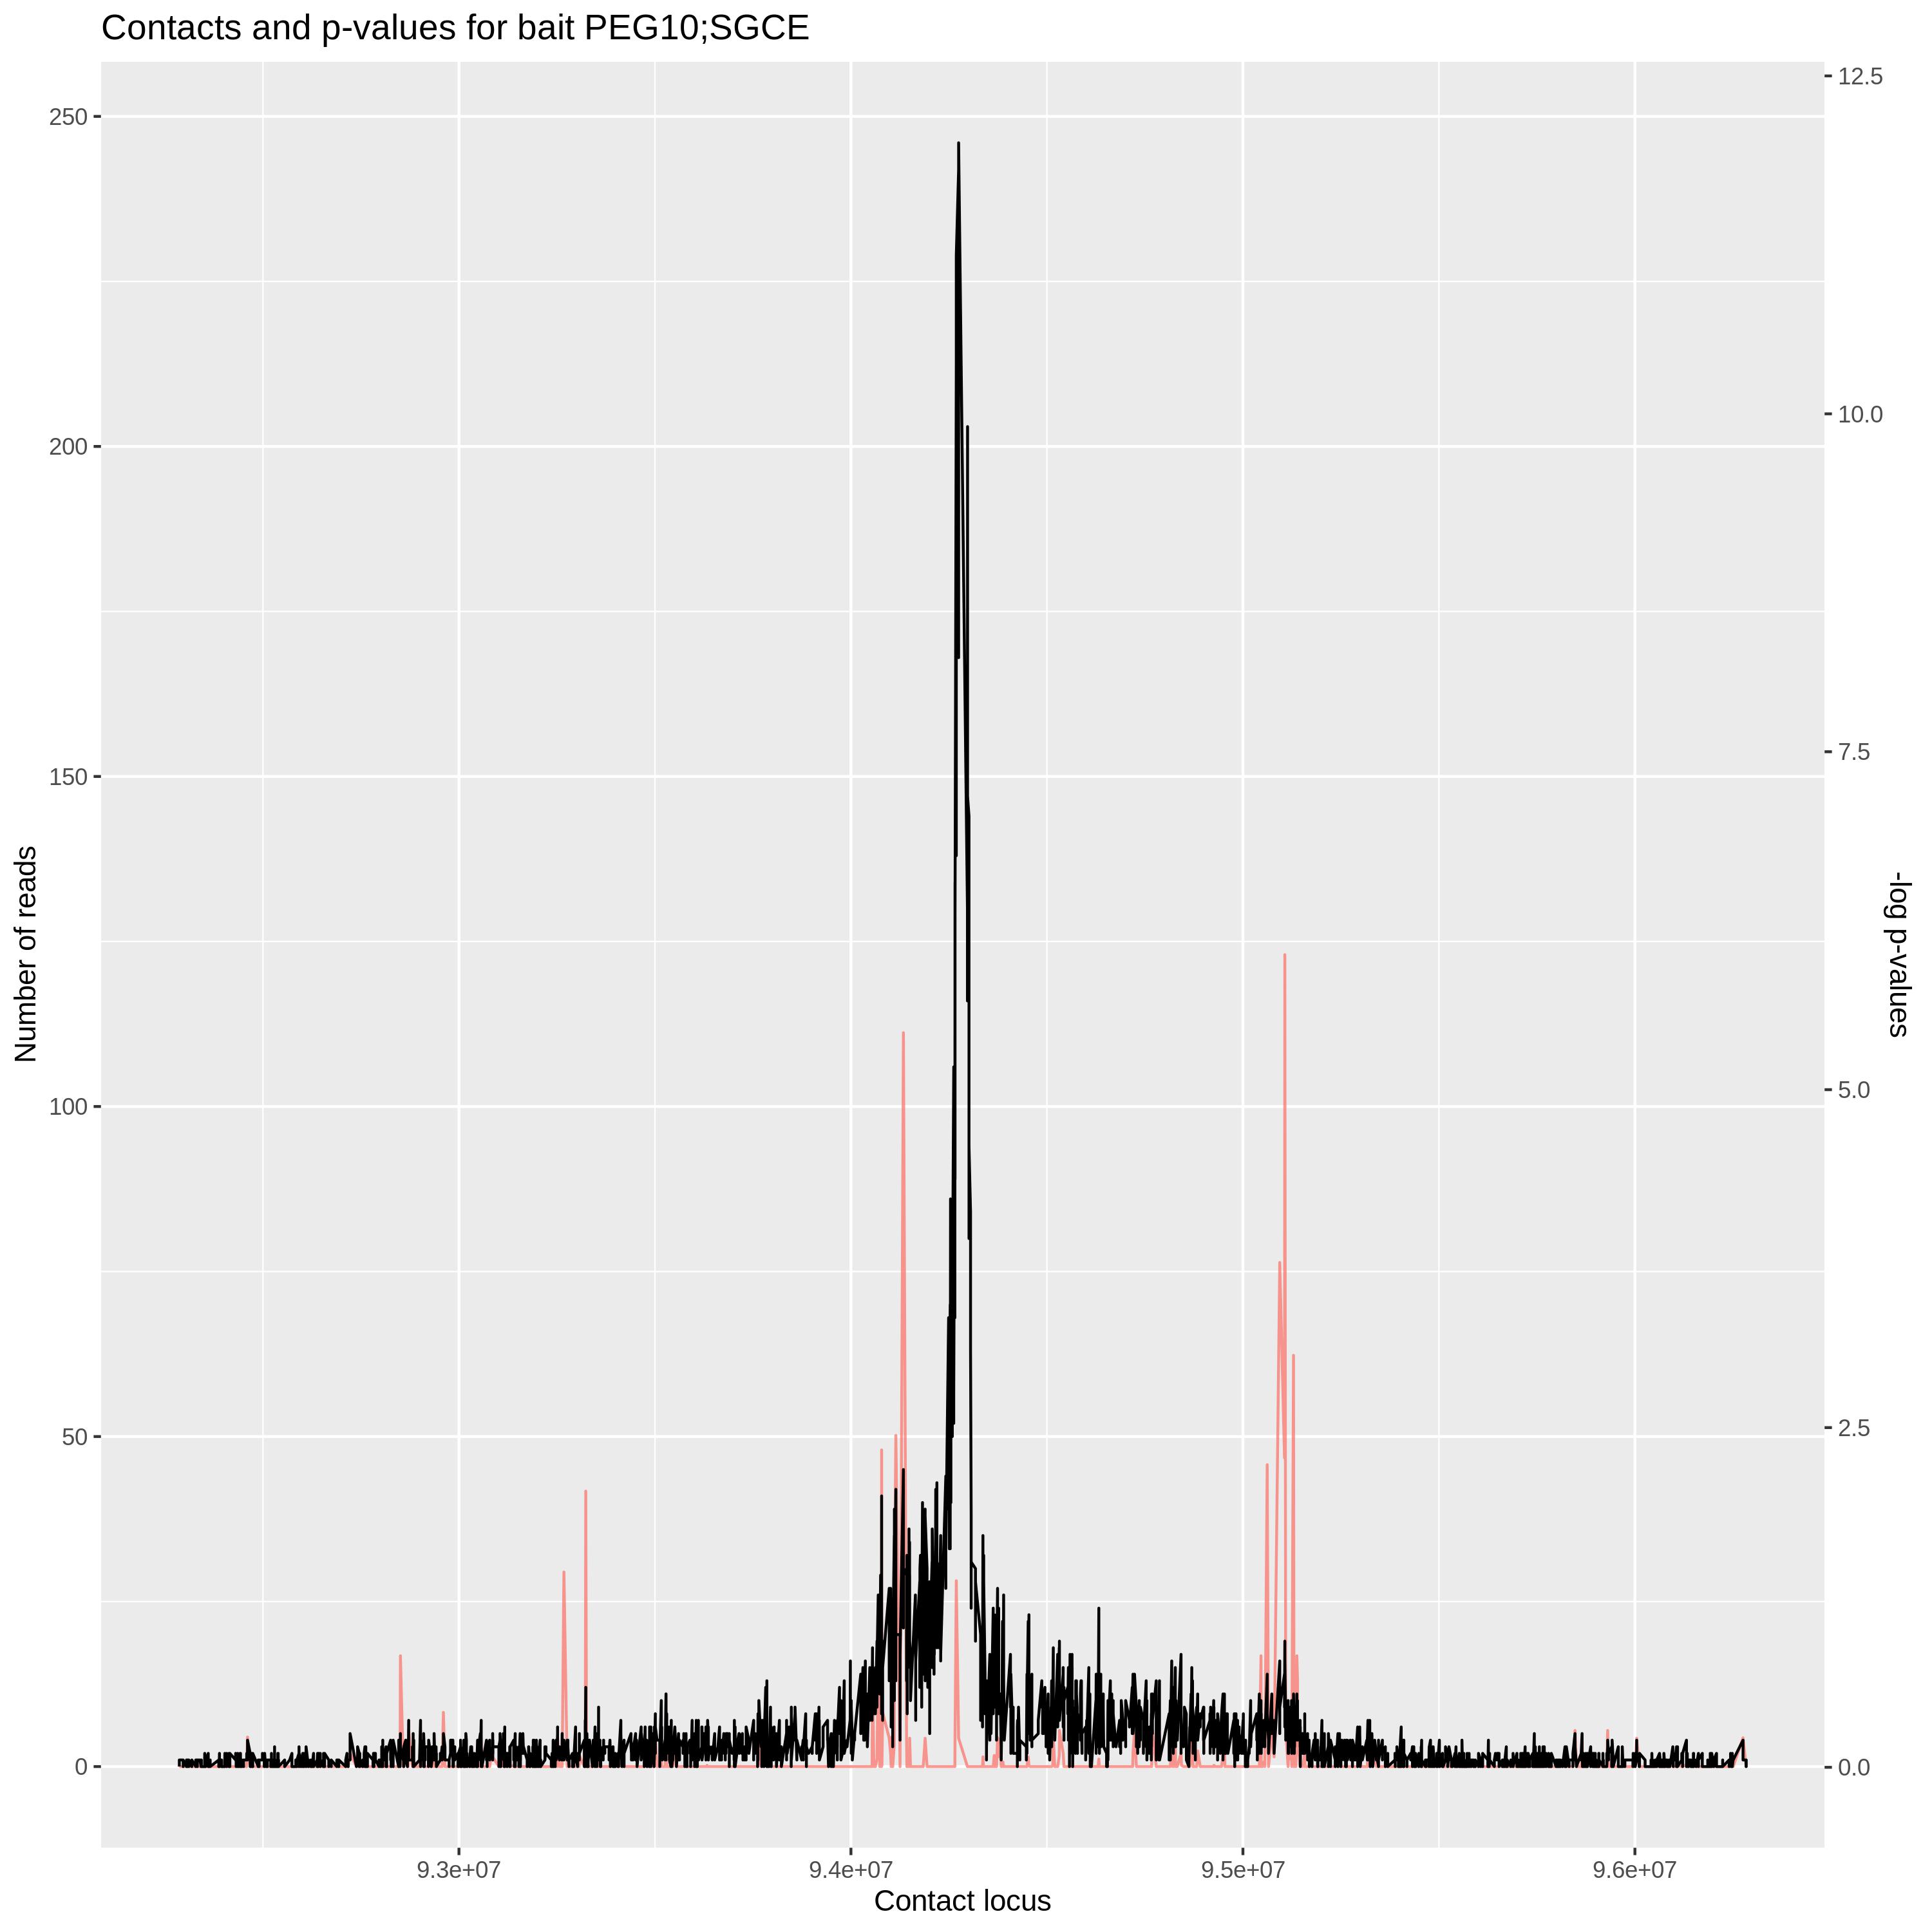 Contacts and p-values for bait PEG10;SGCE
250
200
150
100
50
0
Number of reads
12.5
10.0
7.5
5.0
2.5
0.0
-log p-values
9.3e+07
9.4e+07
9.5e+07
9.6e+07
Contact locus